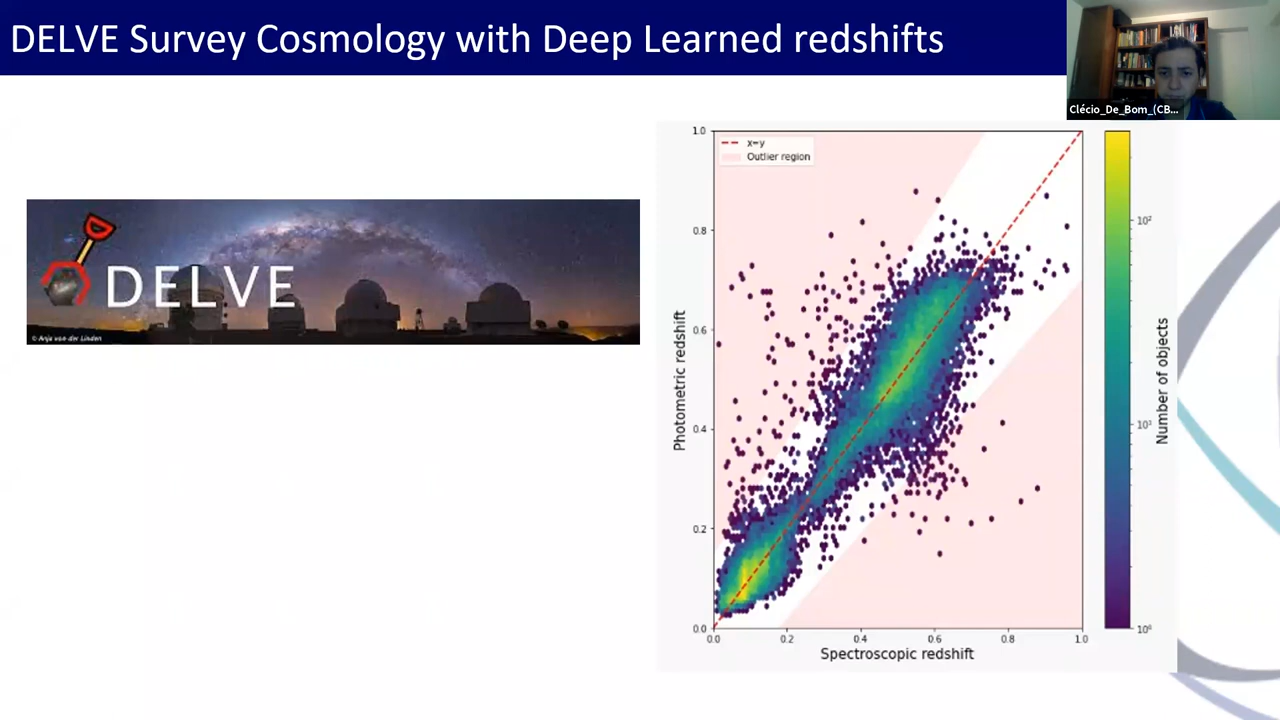 DELVE Survey Cosmology with Deep Learned redshifts
Clécio_De_Bom_(CB...
DELVE
© Anja von der Linden
x=y
Outlier region
1.0
0.8
0.6
0.4
0.2
0.0
Photometric redshift
0.0 0.2 0.4 0.6 0.8 1.0
Spectroscopic redshift
10²
10¹
10⁰
Number of objects